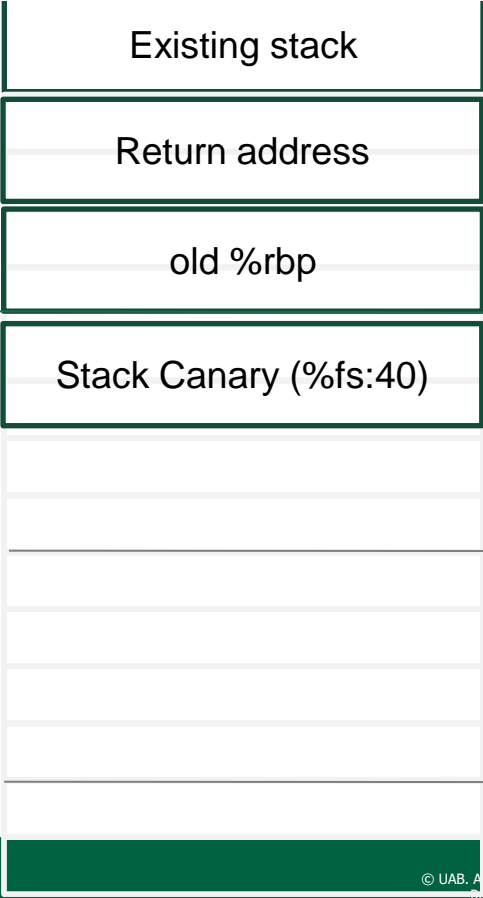 Existing stack
Return address
old %rbp
Stack Canary (%fs:40)
© UAB. A